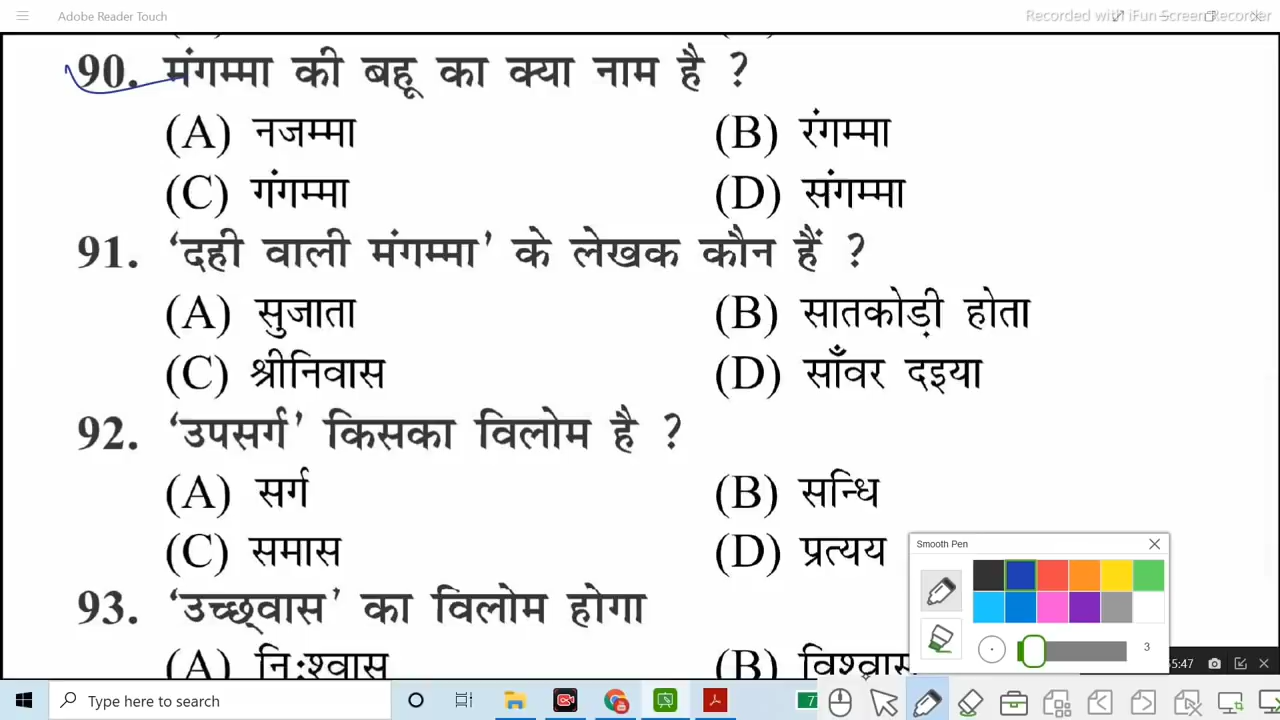 Adobe Reader Touch
Recorded with iFun Screen Recorder
90. मंगम्मा की बहू का क्या नाम है ?
(A) नजम्मा (B) रंगम्मा
(C) गंगम्मा (D) संगम्मा
91. ‘दही वाली मंगम्मा’ के लेखक कौन हैं ?
(A) सुजाता (B) सातकोड़ी होता
(C) श्रीनिवास (D) साँवर दइया
92. ‘उपसर्ग’ किसका विलोम है ?
(A) सर्ग (B) सन्धि
(C) समास (D) प्रत्यय
Smooth Pen
93. ‘उच्छ्वास’ का विलोम होगा
(A) निःश्वास (B) विश्वास
3
5:47
Type here to search